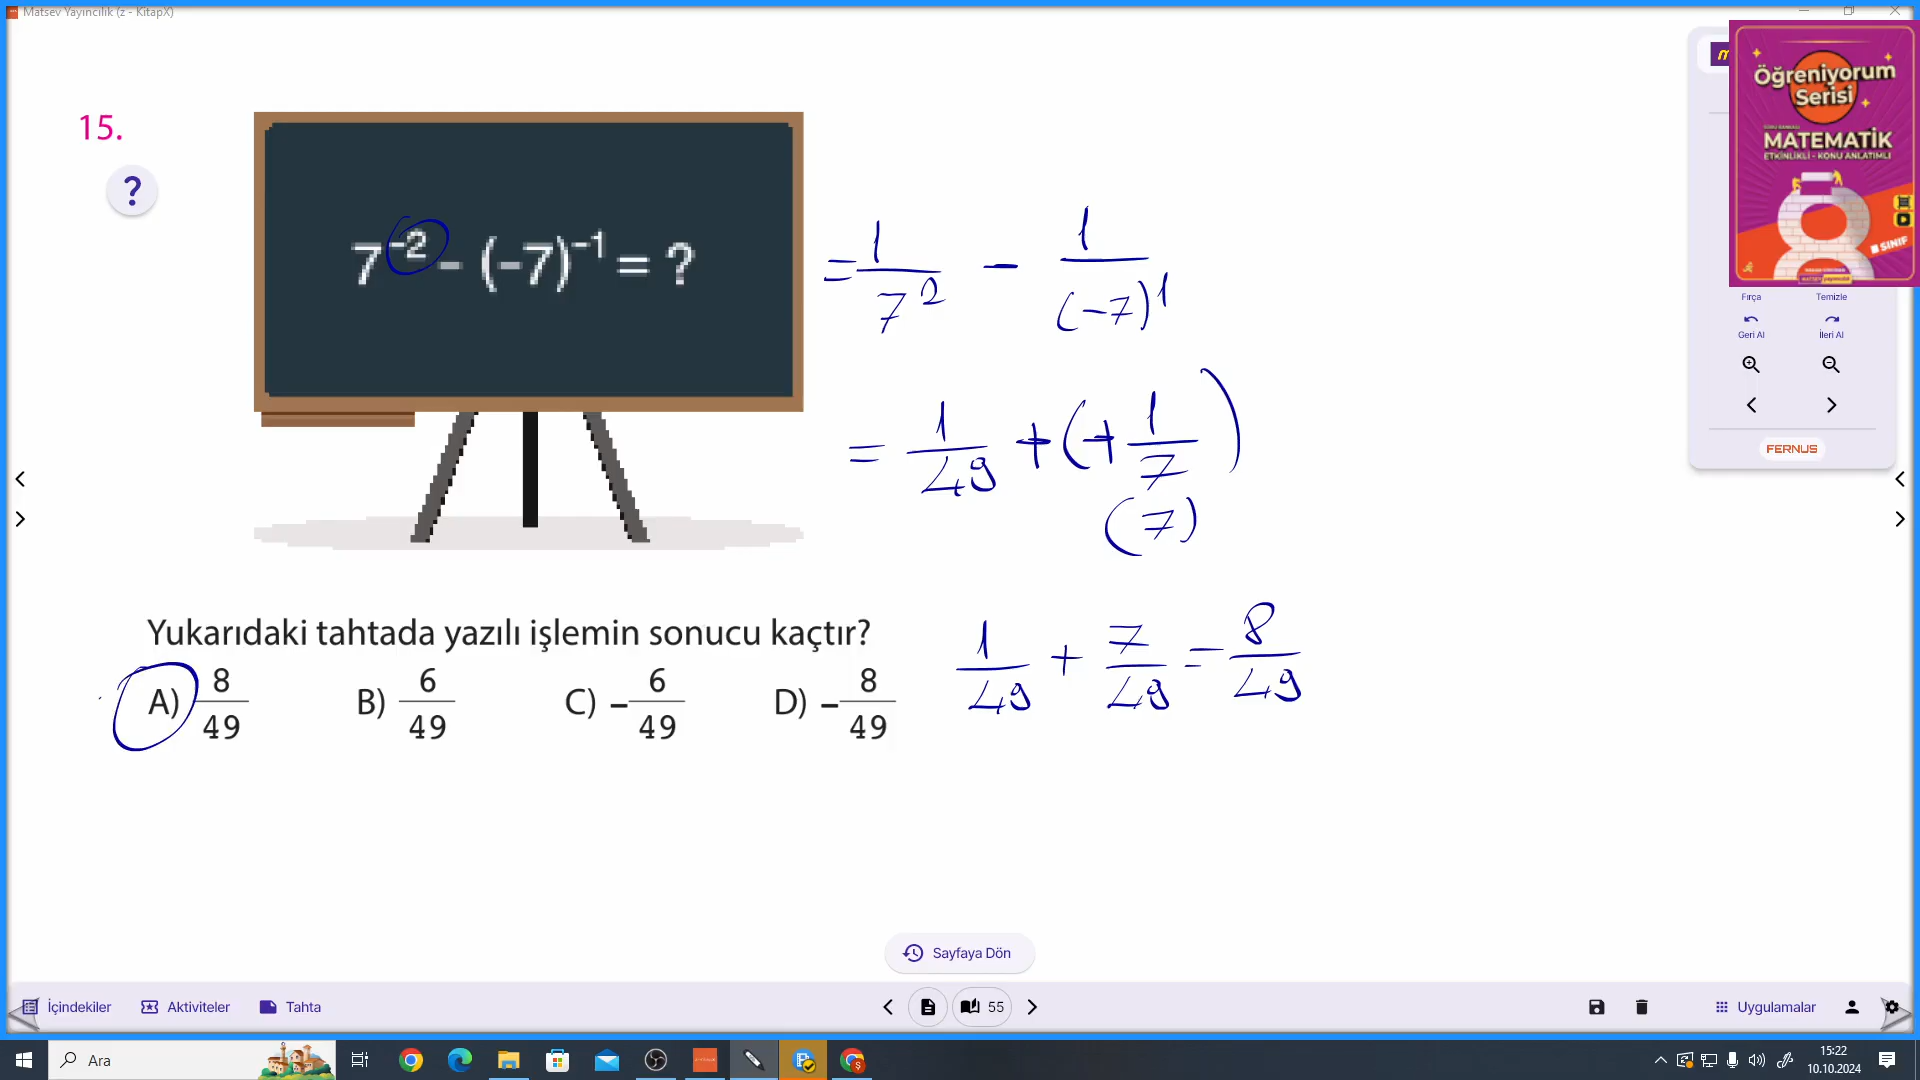 Matsev Yayıncılık (z - KitapX)
15.
?
7⁻² - (-7)⁻¹ = ?
= 1/7² - 1/(-7)¹
= 1/49 + (+1/7)
(7)
Yukarıdaki tahtada yazılı işlemin sonucu kaçtır?
A) 8/49 B) 6/49 C) -6/49 D) -8/49
1/49 + 7/49 = 8/49
Öğreniyorum
Serisi
MATEMATİK
ETKİNLİKLİ - KONU ANLATIMLI
8
SINIF
Fırça Temizle
Geri Al İleri Al
FERNUS
Sayfaya Dön
İçindekiler Aktiviteler Tahta 55 Uygulamalar
Ara
15:22
10.10.2024